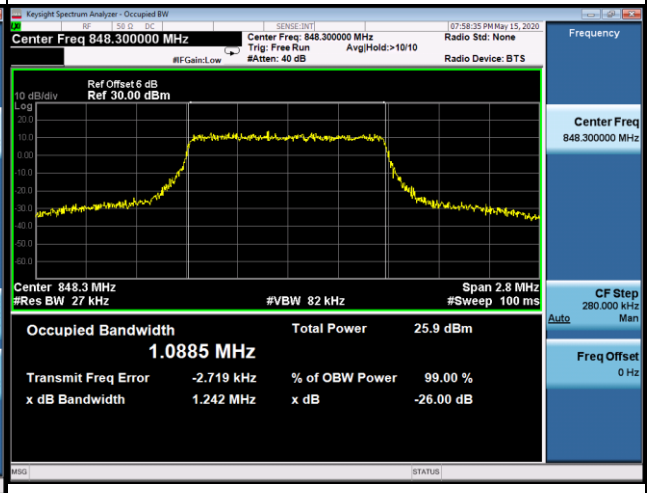 Keysight Spectrum Analyzer - Occupied BW
RF 50 Ω DC SENSE:INT 07:58:35 PM May 15, 2020
Center Freq 848.300000 MHz
Center Freq: 848.300000 MHz Radio Std: None
Trig: Free Run Avg|Hold:>10/10
#IFGain:Low #Atten: 40 dB Radio Device: BTS
Ref Offset 6 dB
10 dB/div Ref 30.00 dBm
Log
20.0
10.0
0.00
-10.0
-20.0
-30.0
-40.0
-50.0
-60.0
Center 848.3 MHz Span 2.8 MHz
#Res BW 27 kHz #VBW 82 kHz #Sweep 100 ms
Occupied Bandwidth Total Power 25.9 dBm
1.0885 MHz
Transmit Freq Error -2.719 kHz % of OBW Power 99.00 %
x dB Bandwidth 1.242 MHz x dB -26.00 dB
MSG STATUS
Frequency
Center Freq
848.300000 MHz
CF Step
280.000 kHz
Auto Man
Freq Offset
0 Hz